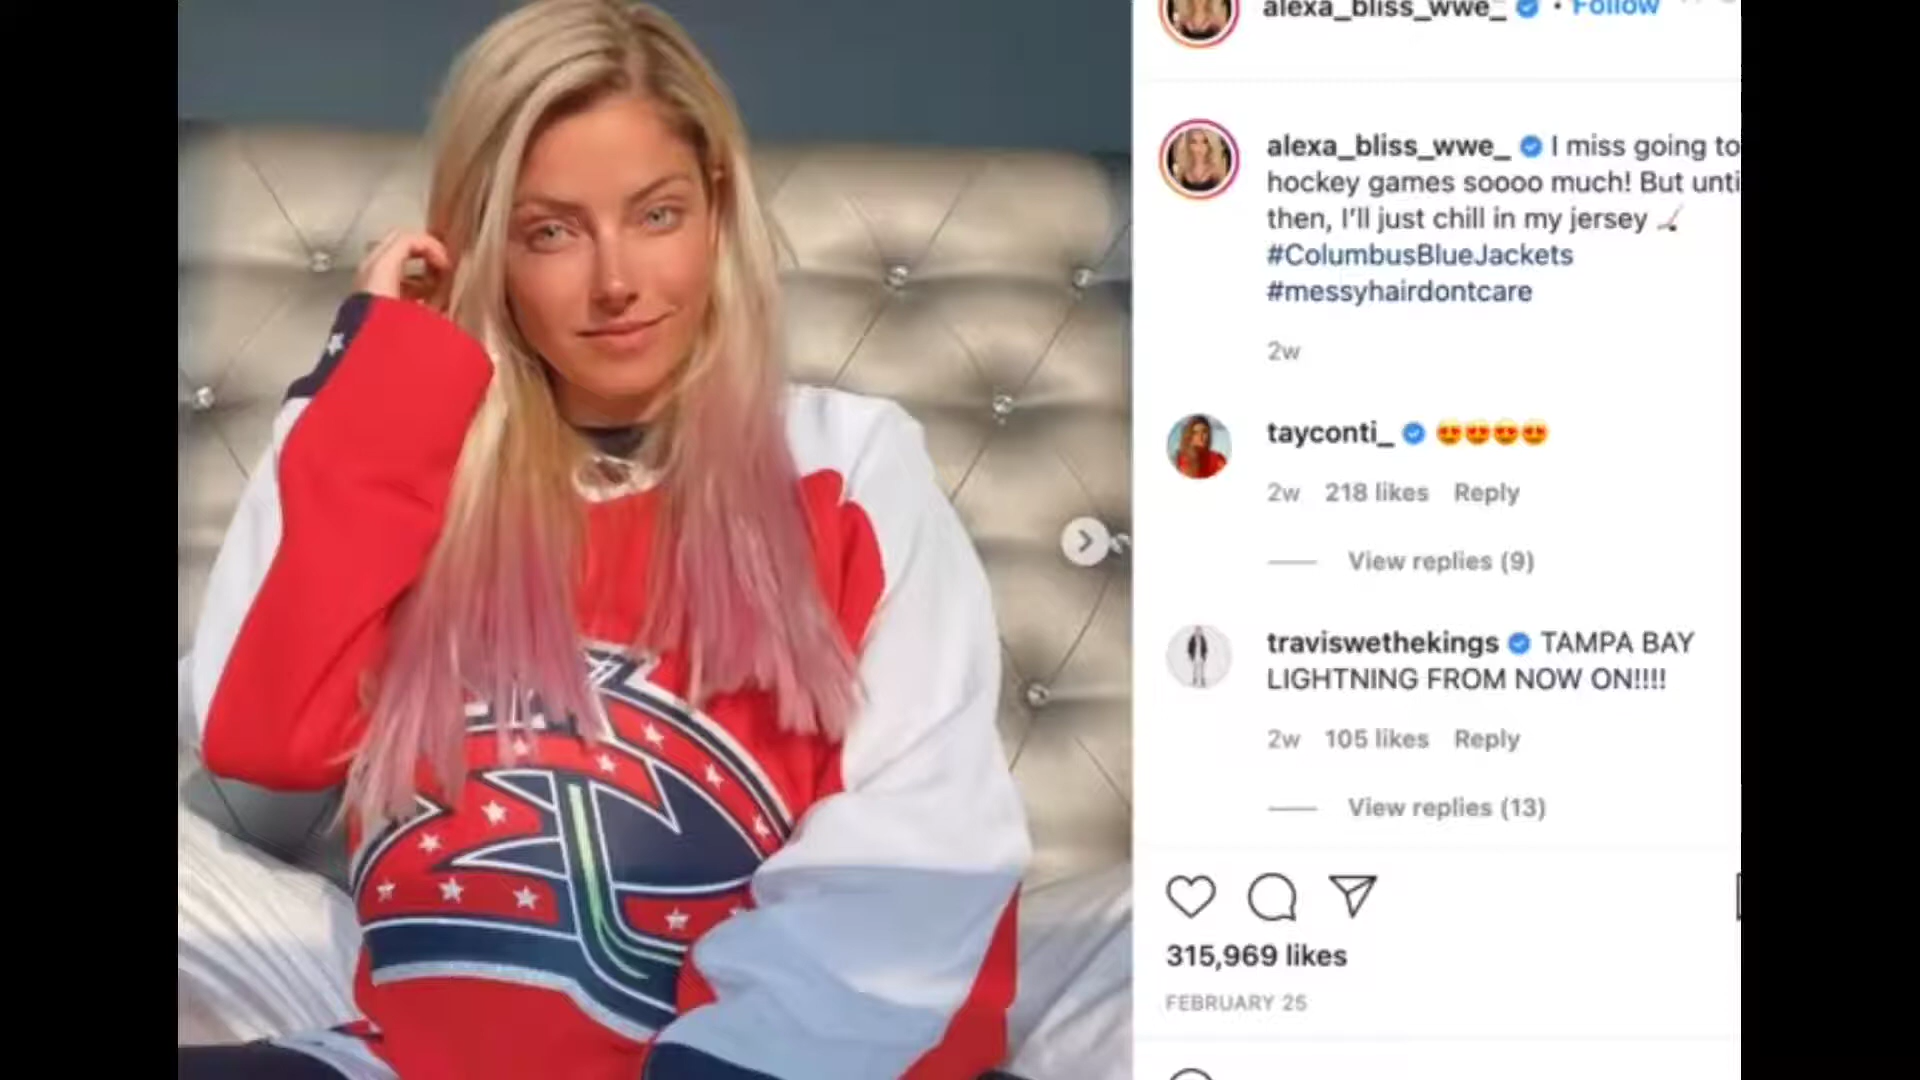 alexa_bliss_wwe_ • Follow
alexa_bliss_wwe_ I miss going to
hockey games soooo much! But unti
then, I'll just chill in my jersey
#ColumbusBlueJackets
#messyhairdontcare
2w
tayconti_ 😍😍😍😍
2w 218 likes Reply
View replies (9)
traviswethekings TAMPA BAY
LIGHTNING FROM NOW ON!!!!
2w 105 likes Reply
View replies (13)
315,969 likes
FEBRUARY 25